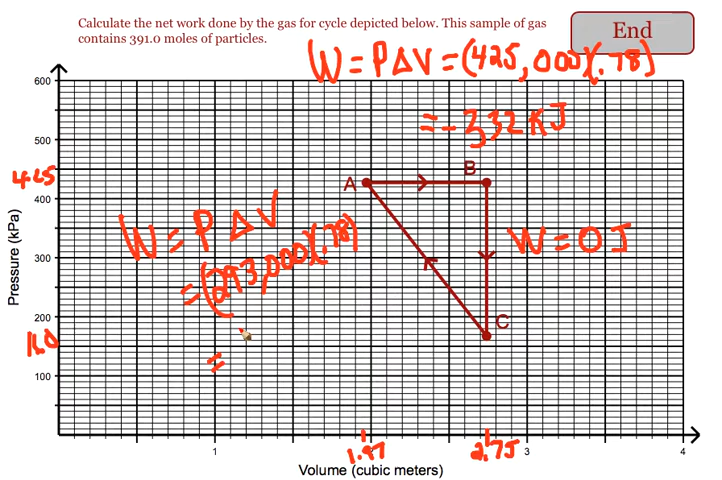 Calculate the net work done by the gas for cycle depicted below. This sample of gas
contains 391.0 moles of particles.
End
W = PΔV = (425,000)(.78)
= - 332 KJ
600
500
425
400
300
200
160
100
Pressure (kPa)
A
B
C
W = PΔV
= (293,000)(.78)
=
W = 0 J
1
2
3
4
1.97
2.75
Volume (cubic meters)